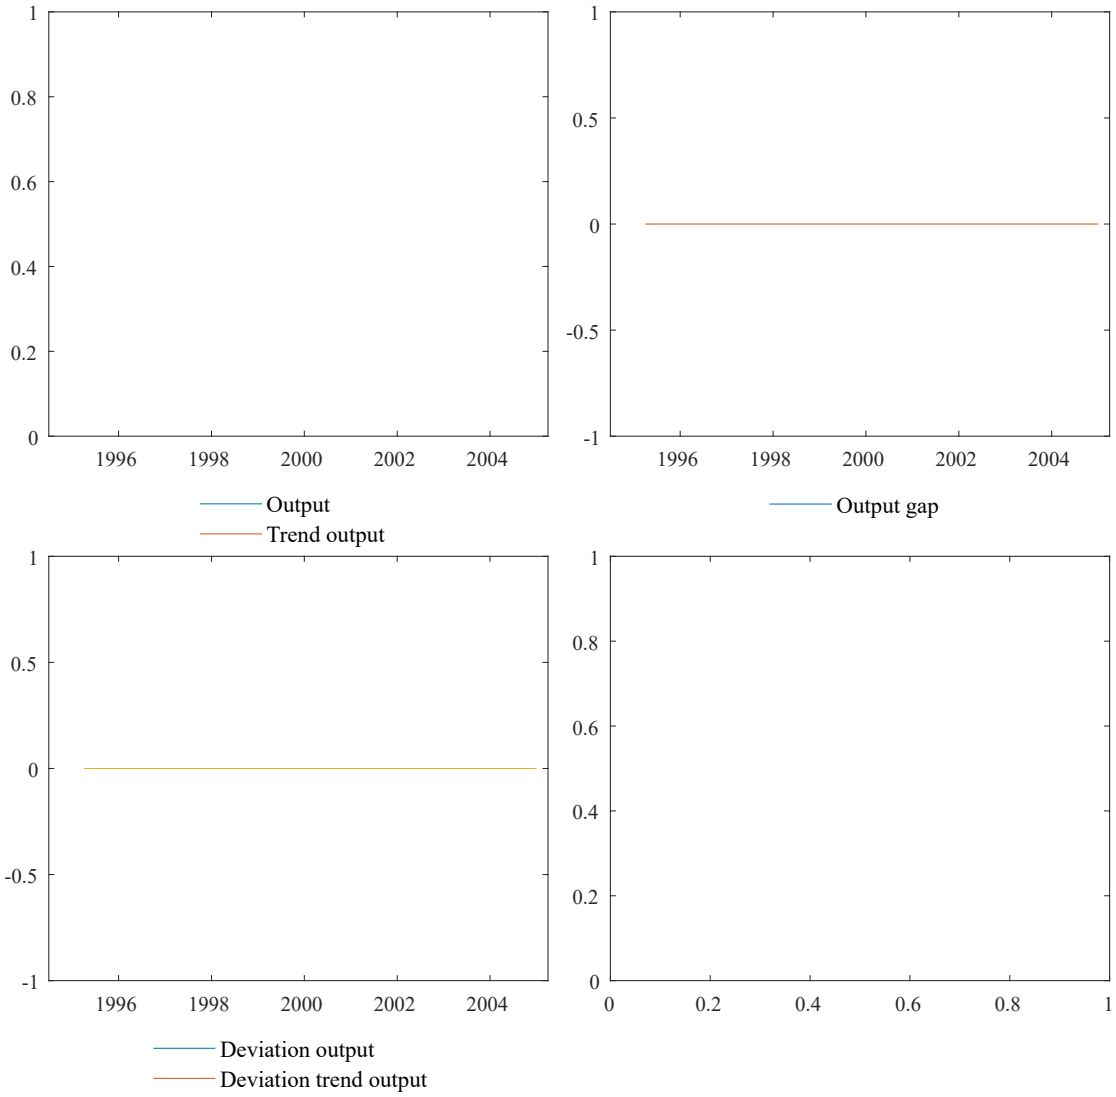 1
0.8
0.6
0.4
0.2
0
1996 1998 2000 2002 2004
Output
Trend output
1
0.5
0
-0.5
-1
1996 1998 2000 2002 2004
Output gap
1
0.5
0
-0.5
-1
1996 1998 2000 2002 2004
Deviation output
Deviation trend output
1
0.8
0.6
0.4
0.2
0
0 0.2 0.4 0.6 0.8 1